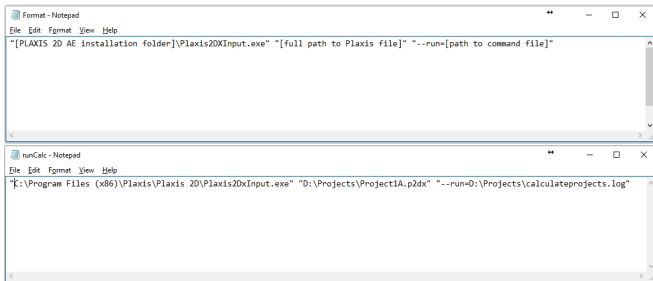 Format - Notepad
File Edit Format View Help
"[PLAXIS 2D AE installation folder]\Plaxis2DXInput.exe" "[full path to Plaxis file]" "--run=[path to command file]"
runCalc - Notepad
File Edit Format View Help
"C:\Program Files (x86)\Plaxis\Plaxis 2D\Plaxis2DxInput.exe" "D:\Projects\Project1A.p2dx" "--run=D:\Projects\calculateprojects.log"